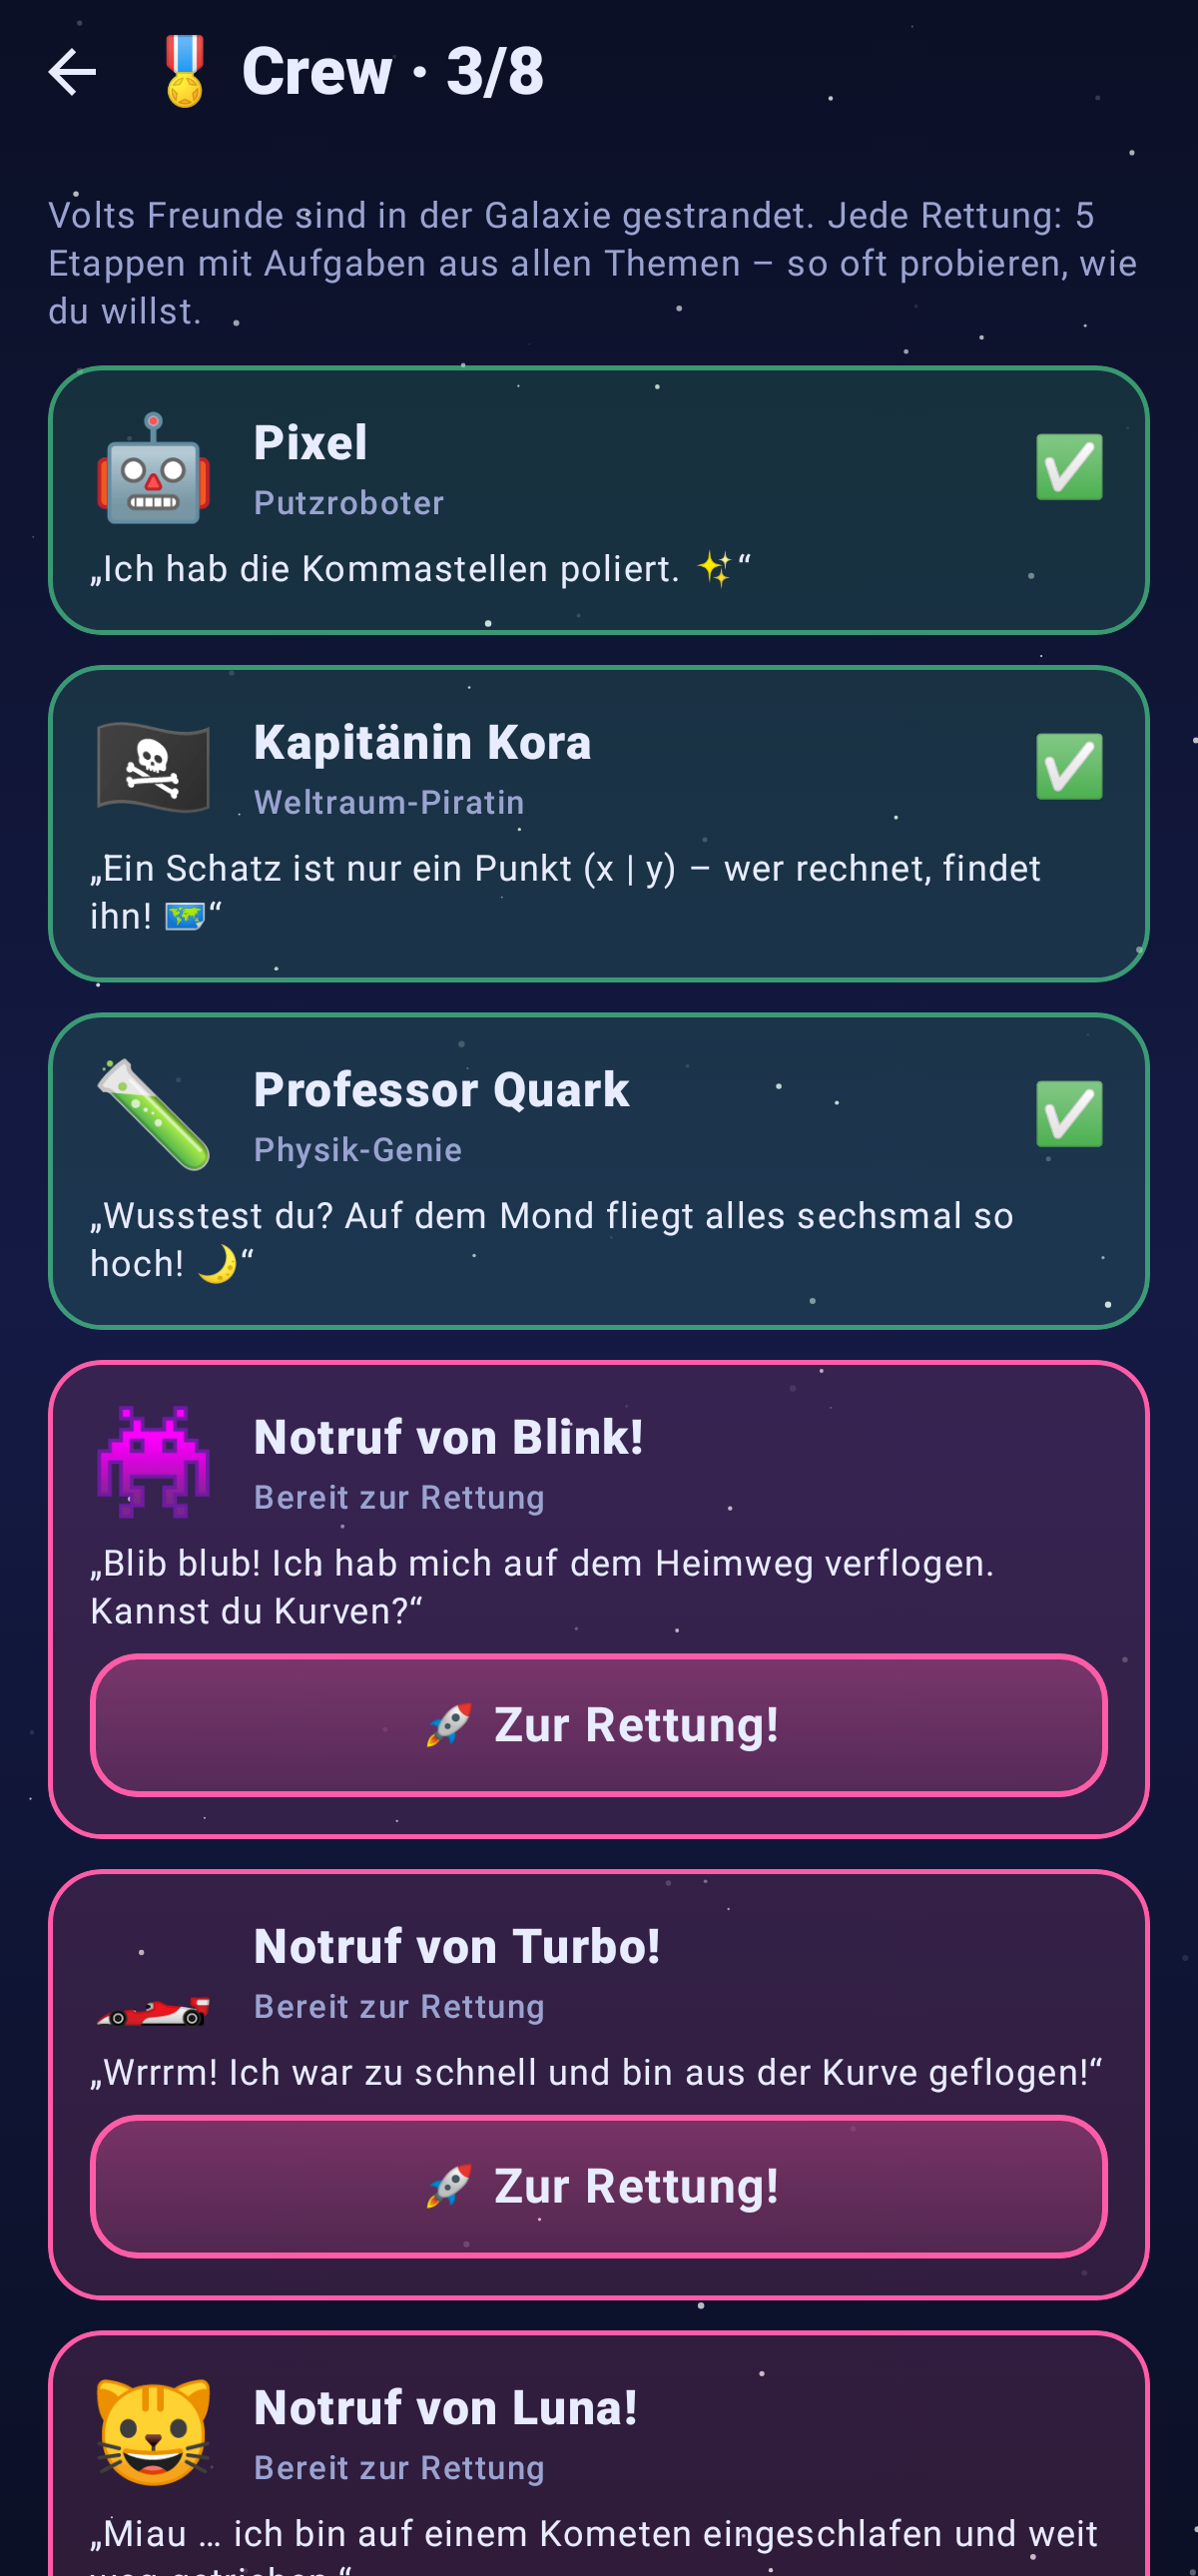 Crew · 3/8
Volts Freunde sind in der Galaxie gestrandet. Jede Rettung: 5
Etappen mit Aufgaben aus allen Themen – so oft probieren, wie
du willst.
Pixel
Putzroboter
„Ich hab die Kommastellen poliert. ✨“
Kapitänin Kora
Weltraum-Piratin
„Ein Schatz ist nur ein Punkt (x | y) – wer rechnet, findet
ihn! 🗺️“
Professor Quark
Physik-Genie
„Wusstest du? Auf dem Mond fliegt alles sechsmal so
hoch! 🌙“
Notruf von Blink!
Bereit zur Rettung
„Blib blub! Ich hab mich auf dem Heimweg verflogen.
Kannst du Kurven?“
🚀 Zur Rettung!
Notruf von Turbo!
Bereit zur Rettung
„Wrrrm! Ich war zu schnell und bin aus der Kurve geflogen!“
🚀 Zur Rettung!
Notruf von Luna!
Bereit zur Rettung
„Miau … ich bin auf einem Kometen eingeschlafen und weit
weg getrieben.“